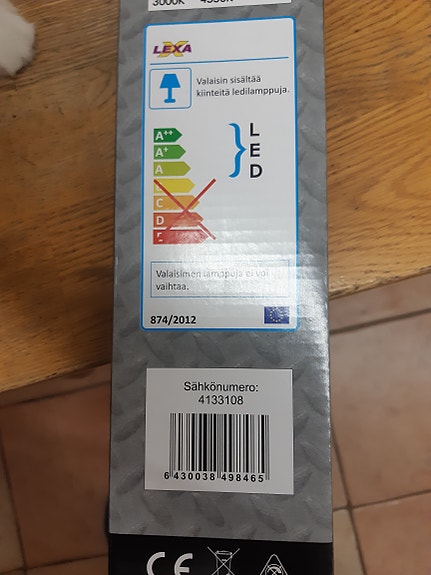 3000K
LEXA
Valaisin sisältää
kiinteitä ledilamppuja.
A++
A+
A
C
D
L
E
D
Valaisimen lamppuja ei voi
vaihtaa.
874/2012
Sähkönumero:
4133108
6 430038 498465
CE